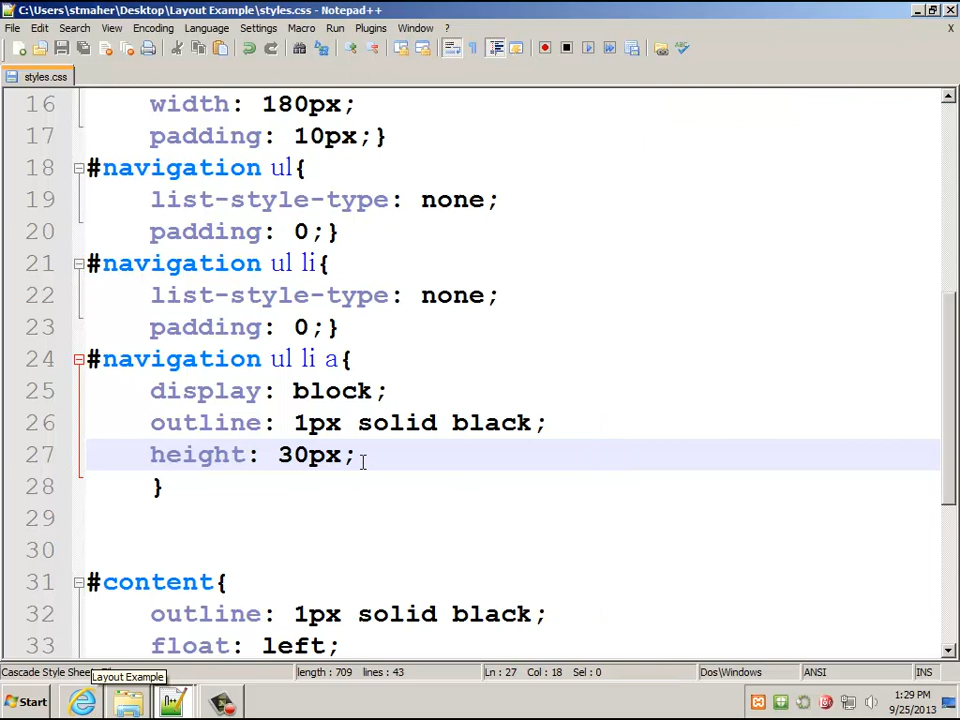 C:\Users\stmaher\Desktop\Layout Example\styles.css - Notepad++
File Edit Search View Encoding Language Settings Macro Run Plugins Window ? X
styles.css
16 width: 180px;
17 padding: 10px;}
18 #navigation ul{
19 list-style-type: none;
20 padding: 0;}
21 #navigation ul li{
22 list-style-type: none;
23 padding: 0;}
24 #navigation ul li a{
25 display: block;
26 outline: 1px solid black;
27 height: 30px;
28 }
29
30
31 #content{
32 outline: 1px solid black;
33 float: left;
Cascade Style Shee length : 709 lines : 43 Ln : 27 Col : 18 Sel : 0 Dos\Windows ANSI INS
Layout Example
Start 1:29 PM
9/25/2013